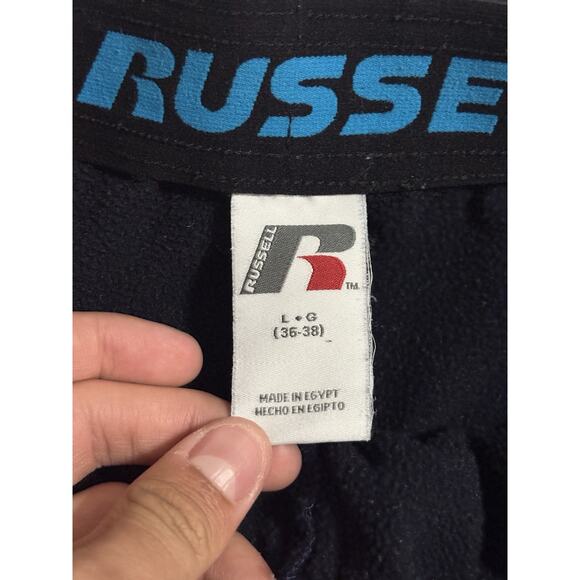 RUSSE
RUSSELL
R
TM
L • G
(36-38)
MADE IN EGYPT
HECHO EN EGIPTO